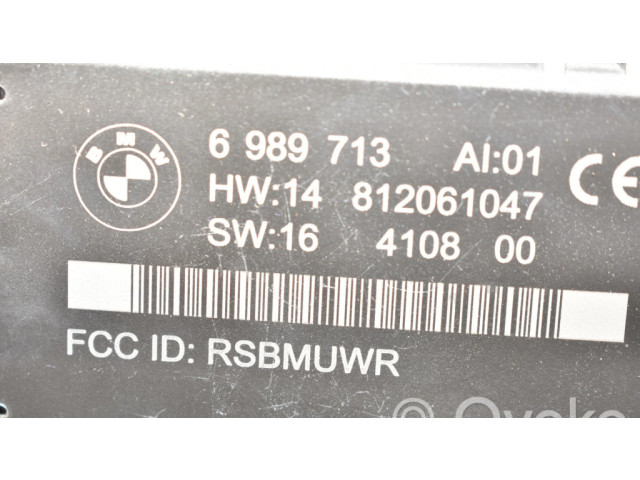 BMW
6 989 713 AI:01
CE
HW:14 812061047
SW:16 4108 00
FCC ID: RSBMUWR
©